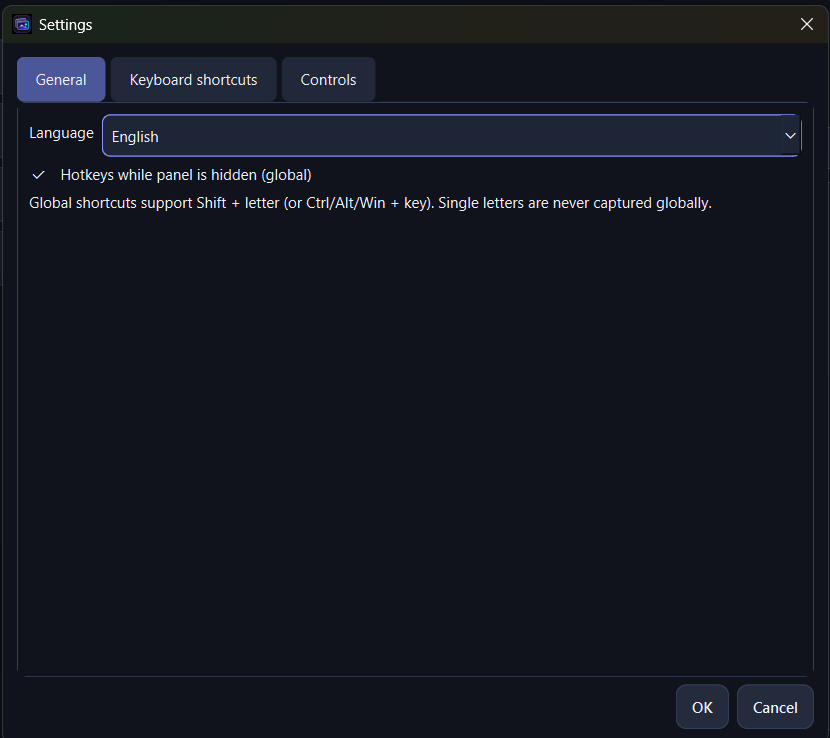 Settings
General Keyboard shortcuts Controls
Language English
Hotkeys while panel is hidden (global)
Global shortcuts support Shift + letter (or Ctrl/Alt/Win + key). Single letters are never captured globally.
OK Cancel